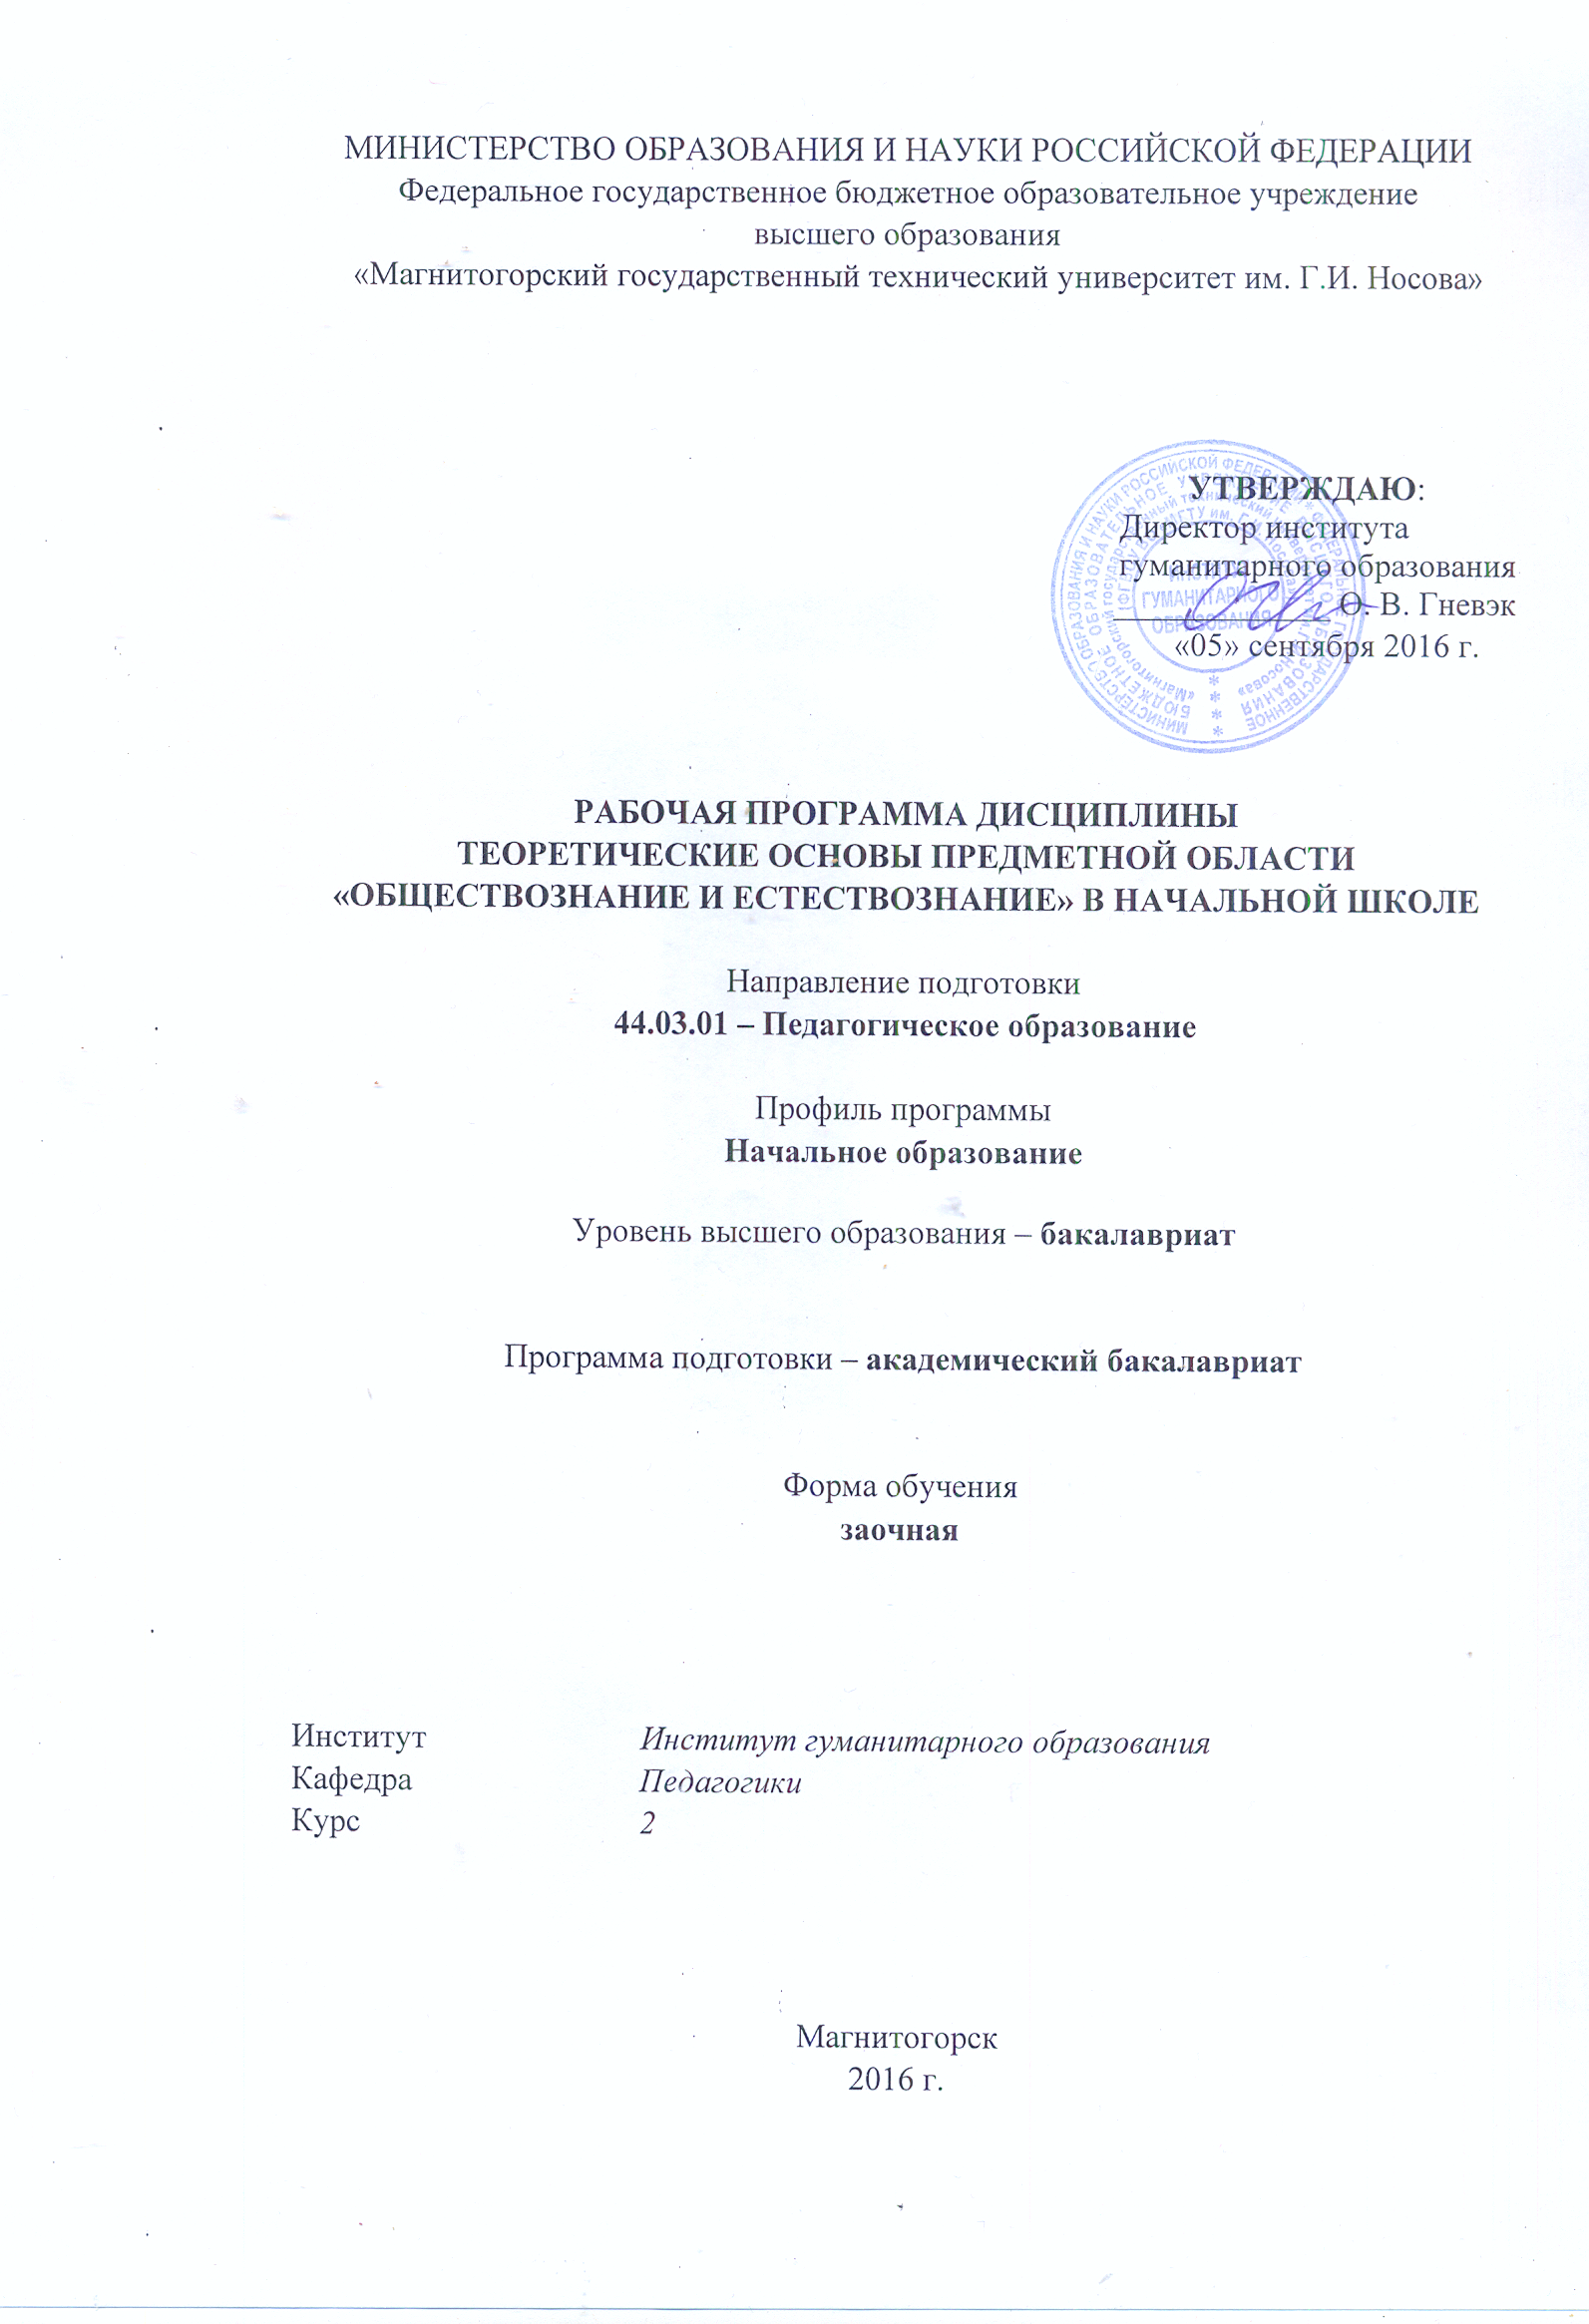 МИНИСТЕРСТВО ОБРАЗОВАНИЯ И НАУКИ РОССИЙСКОЙ ФЕДЕРАЦИИ
Федеральное государственное бюджетное образовательное учреждение
высшего образования
«Магнитогорский государственный технический университет им. Г.И. Носова»
УТВЕРЖДАЮ:
Директор института
гуманитарного образования
О. В. Гневэк
«05» сентября 2016 г.
ГУМАНИТАРНОГО
ОБРАЗОВАНИЯ
РАБОЧАЯ ПРОГРАММА ДИСЦИПЛИНЫ
ТЕОРЕТИЧЕСКИЕ ОСНОВЫ ПРЕДМЕТНОЙ ОБЛАСТИ
«ОБЩЕСТВОЗНАНИЕ И ЕСТЕСТВОЗНАНИЕ» В НАЧАЛЬНОЙ ШКОЛЕ
Направление подготовки
44.03.01 – Педагогическое образование
Профиль программы
Начальное образование
Уровень высшего образования – бакалавриат
Программа подготовки – академический бакалавриат
Форма обучения
заочная
Институт Институт гуманитарного образования
Кафедра Педагогики
Курс 2
Магнитогорск
2016 г.